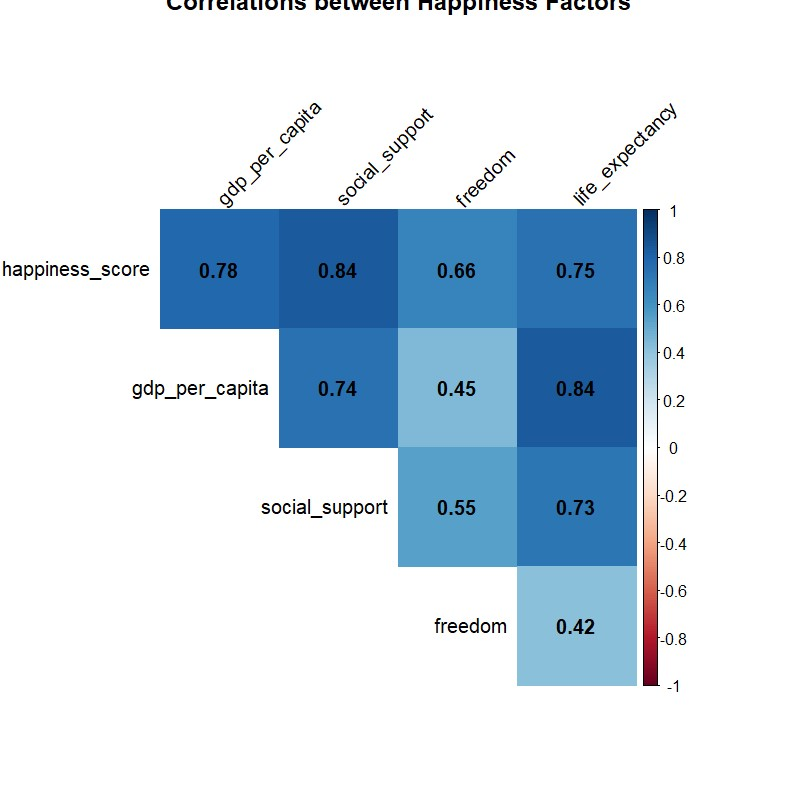 Correlations between Happiness Factors
gdp_per_capita
social_support
freedom
life_expectancy
happiness_score 0.78 0.84 0.66 0.75
gdp_per_capita 0.74 0.45 0.84
social_support 0.55 0.73
freedom 0.42
1
0.8
0.6
0.4
0.2
0
-0.2
-0.4
-0.6
-0.8
-1